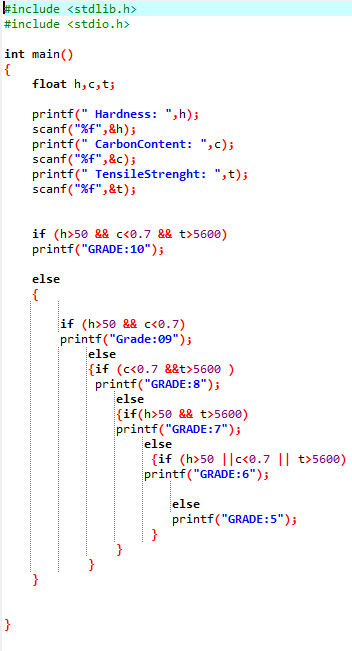 #include <stdlib.h>
#include <stdio.h>
int main()
{
float h,c,t;
printf(" Hardness: ",h);
scanf("%f",&h);
printf(" CarbonContent: ",c);
scanf("%f",&c);
printf(" TensileStrenght: ",t);
scanf("%f",&t);
if (h>50 && c<0.7 && t>5600)
printf("GRADE:10");
else
{
if (h>50 && c<0.7)
printf("Grade:09");
else
{if (c<0.7 &&t>5600 )
printf("GRADE:8");
else
{if(h>50 && t>5600)
printf("GRADE:7");
else
{if (h>50 ||c<0.7 || t>5600)
printf("GRADE:6");
else
printf("GRADE:5");
}
}
}
}
}